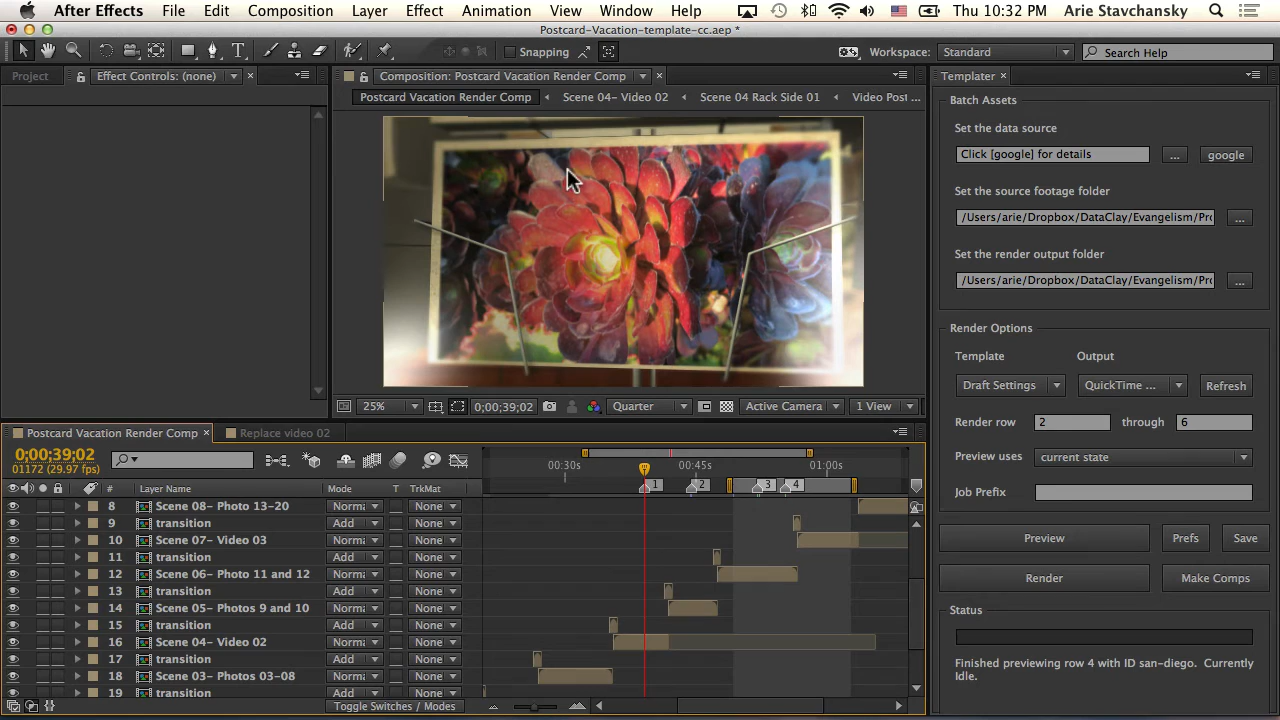 After Effects File Edit Composition Layer Effect Animation View Window Help Thu 10:32 PM Arie Stavchansky
Postcard-Vacation-template-cc.aep *
Snapping Workspace: Standard Search Help
Project Effect Controls: (none) Composition: Postcard Vacation Render Comp Templater
Postcard Vacation Render Comp Scene 04- Video 02 Scene 04 Rack Side 01 Video Post ...
Batch Assets
Set the data source
Click [google] for details ... google
Set the source footage folder
/Users/arie/Dropbox/DataClay/Evangelism/Pro ...
Set the render output folder
/Users/arie/Dropbox/DataClay/Evangelism/Pro ...
Render Options
Template Output
Draft Settings QuickTime ... Refresh
Render row 2 through 6
Preview uses current state
Job Prefix
Preview Prefs Save
Render Make Comps
Status
Finished previewing row 4 with ID san-diego. Currently
Idle.
25% 0;00;39;02 Quarter Active Camera 1 View
Postcard Vacation Render Comp Replace video 02
0;00;39;02
01172 (29.97 fps)
0:30s 00:45s 01:00s
1 2 3 4
# Layer Name Mode T TrkMat
8 Scene 08- Photo 13-20 Norma None
9 transition Add None
10 Scene 07- Video 03 Norma None
11 transition Add None
12 Scene 06- Photo 11 and 12 Norma None
13 transition Add None
14 Scene 05- Photos 9 and 10 Norma None
15 transition Add None
16 Scene 04- Video 02 Norma None
17 transition Add None
18 Scene 03- Photos 03-08 Norma None
19 transition Add None
Toggle Switches / Modes